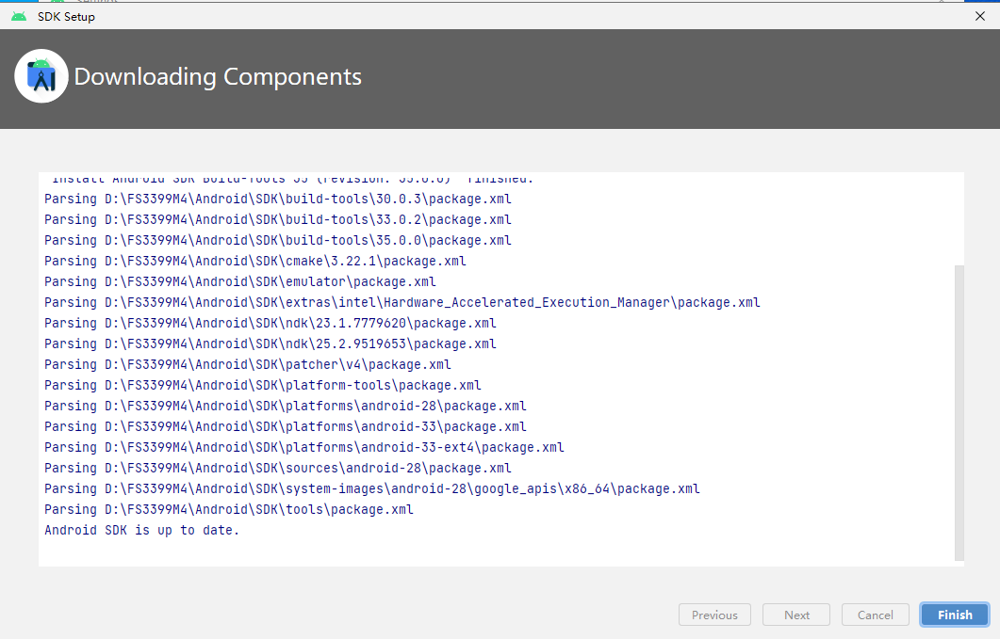 SDK Setup
Downloading Components
"Install Android SDK Build-Tools 35 (revision: 35.0.0)" finished.
Parsing D:\FS3399M4\Android\SDK\build-tools\30.0.3\package.xml
Parsing D:\FS3399M4\Android\SDK\build-tools\33.0.2\package.xml
Parsing D:\FS3399M4\Android\SDK\build-tools\35.0.0\package.xml
Parsing D:\FS3399M4\Android\SDK\cmake\3.22.1\package.xml
Parsing D:\FS3399M4\Android\SDK\emulator\package.xml
Parsing D:\FS3399M4\Android\SDK\extras\intel\Hardware_Accelerated_Execution_Manager\package.xml
Parsing D:\FS3399M4\Android\SDK\ndk\23.1.7779620\package.xml
Parsing D:\FS3399M4\Android\SDK\ndk\25.2.9519653\package.xml
Parsing D:\FS3399M4\Android\SDK\patcher\v4\package.xml
Parsing D:\FS3399M4\Android\SDK\platform-tools\package.xml
Parsing D:\FS3399M4\Android\SDK\platforms\android-28\package.xml
Parsing D:\FS3399M4\Android\SDK\platforms\android-33\package.xml
Parsing D:\FS3399M4\Android\SDK\platforms\android-33-ext4\package.xml
Parsing D:\FS3399M4\Android\SDK\sources\android-28\package.xml
Parsing D:\FS3399M4\Android\SDK\system-images\android-28\google_apis\x86_64\package.xml
Parsing D:\FS3399M4\Android\SDK\tools\package.xml
Android SDK is up to date.
Previous
Next
Cancel
Finish